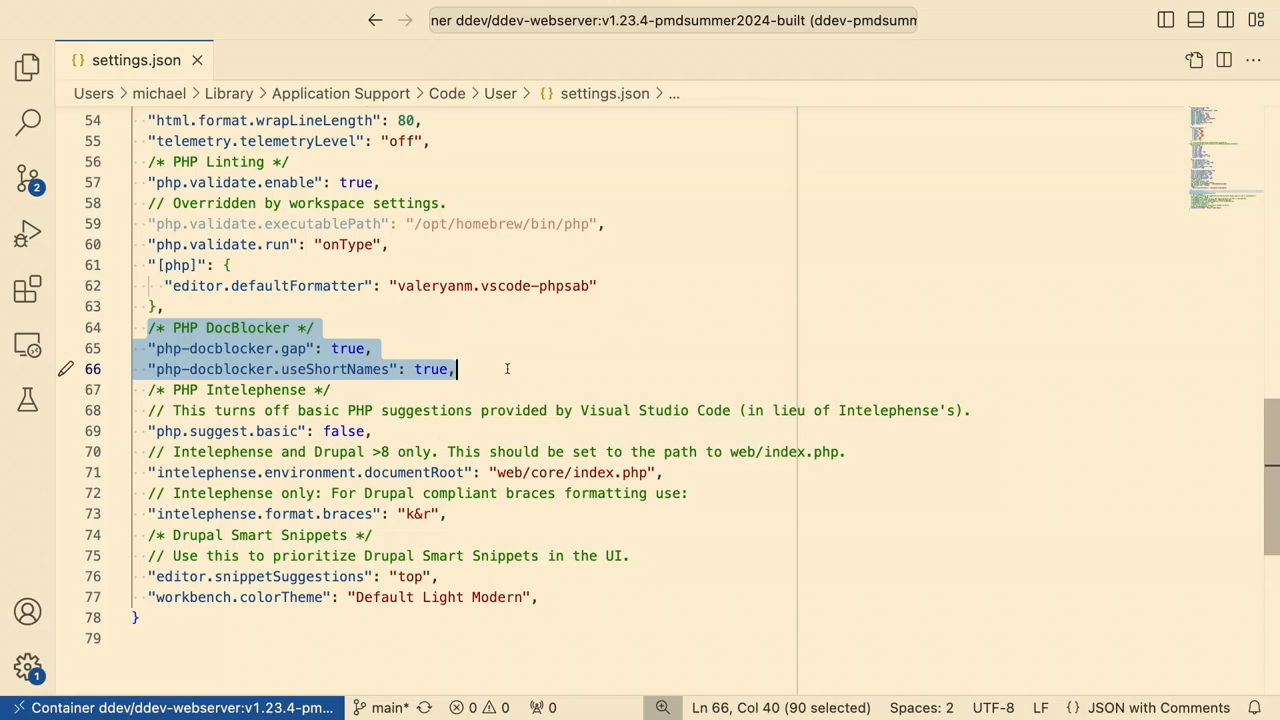 ner ddev/ddev-webserver:v1.23.4-pmdsummer2024-built (ddev-pmdsumm
{} settings.json
Users > michael > Library > Application Support > Code > User > {} settings.json > ...
54 "html.format.wrapLineLength": 80,
55 "telemetry.telemetryLevel": "off",
56 /* PHP Linting */
57 "php.validate.enable": true,
58 // Overridden by workspace settings.
59 "php.validate.executablePath": "/opt/homebrew/bin/php",
60 "php.validate.run": "onType",
61 "[php]": {
62 "editor.defaultFormatter": "valeryanm.vscode-phpsab"
63 },
64 /* PHP DocBlocker */
65 "php-docblocker.gap": true,
66 "php-docblocker.useShortNames": true,
67 /* PHP Intelephense */
68 // This turns off basic PHP suggestions provided by Visual Studio Code (in lieu of Intelephense's).
69 "php.suggest.basic": false,
70 // Intelephense and Drupal >8 only. This should be set to the path to web/index.php.
71 "intelephense.environment.documentRoot": "web/core/index.php",
72 // Intelephense only: For Drupal compliant braces formatting use:
73 "intelephense.format.braces": "k&r",
74 /* Drupal Smart Snippets */
75 // Use this to prioritize Drupal Smart Snippets in the UI.
76 "editor.snippetSuggestions": "top",
77 "workbench.colorTheme": "Default Light Modern",
78 }
79
2
1
Container ddev/ddev-webserver:v1.23.4-pm... main* 0 0 0 Ln 66, Col 40 (90 selected) Spaces: 2 UTF-8 LF {} JSON with Comments